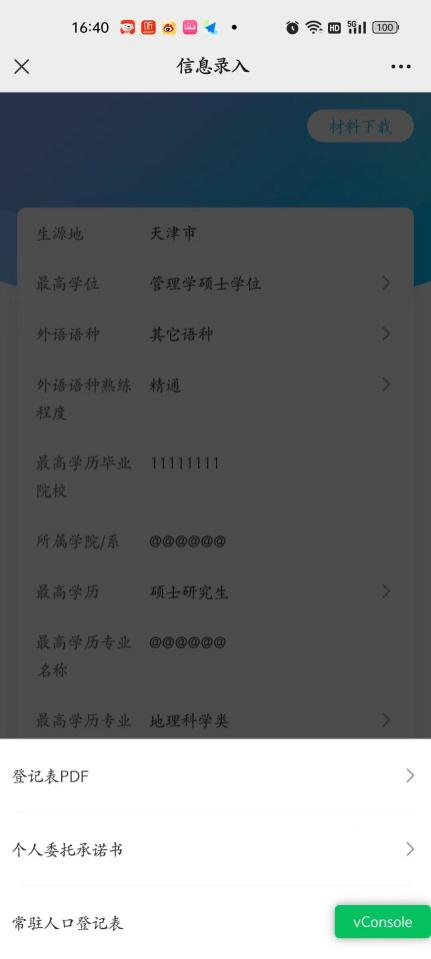 16:40
HD 5G 100
信息录入
材料下载
生源地 天津市
最高学位 管理学硕士学位
外语语种 其它语种
外语语种熟练 精通
程度
最高学历毕业 11111111
院校
所属学院/系 @@@@@@
最高学历 硕士研究生
最高学历专业 @@@@@@
名称
最高学历专业 地理科学类
登记表PDF
个人委托承诺书
常驻人口登记表
vConsole